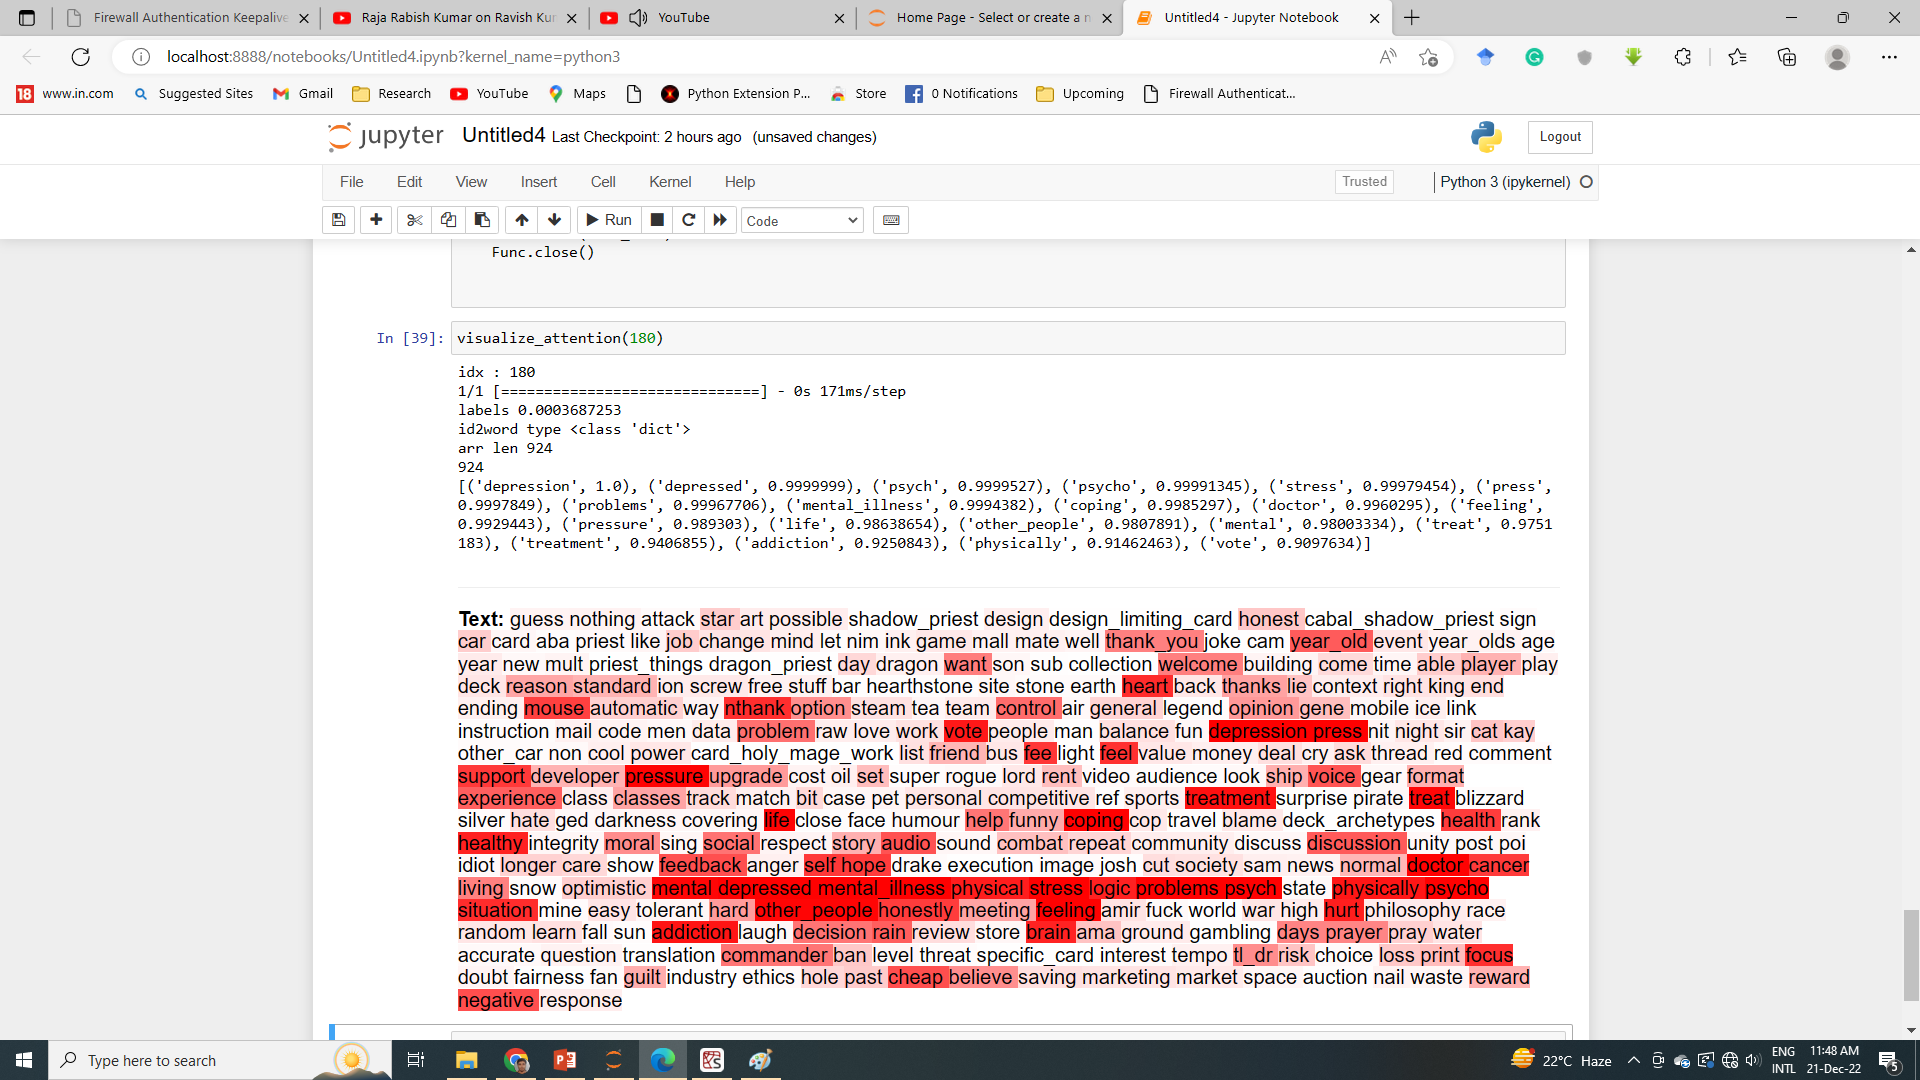 Firewall Authentication Keepalive
Raja Rabish Kumar on Ravish Kur
YouTube
Home Page - Select or create a n
Untitled4 - Jupyter Notebook
localhost:8888/notebooks/Untitled4.ipynb?kernel_name=python3
18 www.in.com Suggested Sites Gmail Research YouTube Maps Python Extension P... Store 0 Notifications Upcoming Firewall Authenticat...
jupyter Untitled4 Last Checkpoint: 2 hours ago (unsaved changes) Logout
File Edit View Insert Cell Kernel Help Trusted Python 3 (ipykernel)
Run Code
Func.close()
In [39]: visualize_attention(180)
idx : 180
1/1 [==============================] - 0s 171ms/step
labels 0.0003687253
id2word type <class 'dict'>
arr len 924
924
[('depression', 1.0), ('depressed', 0.9999999), ('psych', 0.9999527), ('psycho', 0.99991345), ('stress', 0.99979454), ('press',
0.9997849), ('problems', 0.99967706), ('mental_illness', 0.9994382), ('coping', 0.9985297), ('doctor', 0.9960295), ('feeling',
0.9929443), ('pressure', 0.989303), ('life', 0.98638654), ('other_people', 0.9807891), ('mental', 0.98003334), ('treat', 0.9751
183), ('treatment', 0.9406855), ('addiction', 0.9250843), ('physically', 0.91462463), ('vote', 0.9097634)]
Text: guess nothing attack star art possible shadow_priest design design_limiting_card honest cabal_shadow_priest sign
car card aba priest like job change mind let nim ink game mall mate well thank_you joke cam year_old event year_olds age
year new mult priest_things dragon_priest day dragon want son sub collection welcome building come time able player play
deck reason standard ion screw free stuff bar hearthstone site stone earth heart back thanks lie context right king end
ending mouse automatic way nthank option steam tea team control air general legend opinion gene mobile ice link
instruction mail code men data problem raw love work vote people man balance fun depression press nit night sir cat kay
other_car non cool power card_holy_mage_work list friend bus fee light feel value money deal cry ask thread red comment
support developer pressure upgrade cost oil set super rogue lord rent video audience look ship voice gear format
experience class classes track match bit case pet personal competitive ref sports treatment surprise pirate treat blizzard
silver hate ged darkness covering life close face humour help funny coping cop travel blame deck_archetypes health rank
healthy integrity moral sing social respect story audio sound combat repeat community discuss discussion unity post poi
idiot longer care show feedback anger self hope drake execution image josh cut society sam news normal doctor cancer
living snow optimistic mental depressed mental_illness physical stress logic problems psych state physically psycho
situation mine easy tolerant hard other_people honestly meeting feeling amir fuck world war high hurt philosophy race
random learn fall sun addiction laugh decision rain review store brain ama ground gambling days prayer pray water
accurate question translation commander ban level threat specific_card interest tempo tl_dr risk choice loss print focus
doubt fairness fan guilt industry ethics hole past cheap believe saving marketing market space auction nail waste reward
negative response
Type here to search
22°C Haze
ENG
INTL
11:48 AM
21-Dec-22
5